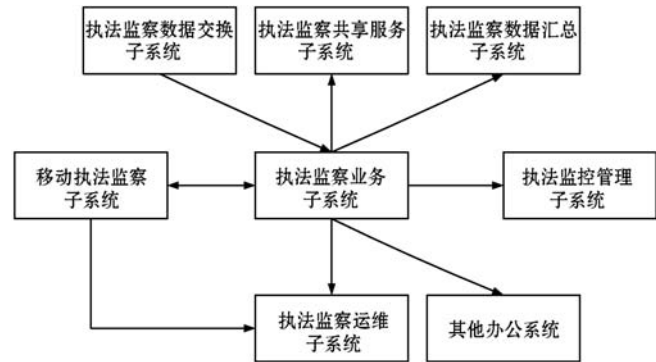 执法监察数据交换
子系统
执法监察共享服务
子系统
执法监察数据汇总
子系统
移动执法监察
子系统
执法监察业务
子系统
执法监控管理
子系统
执法监察运维
子系统
其他办公系统